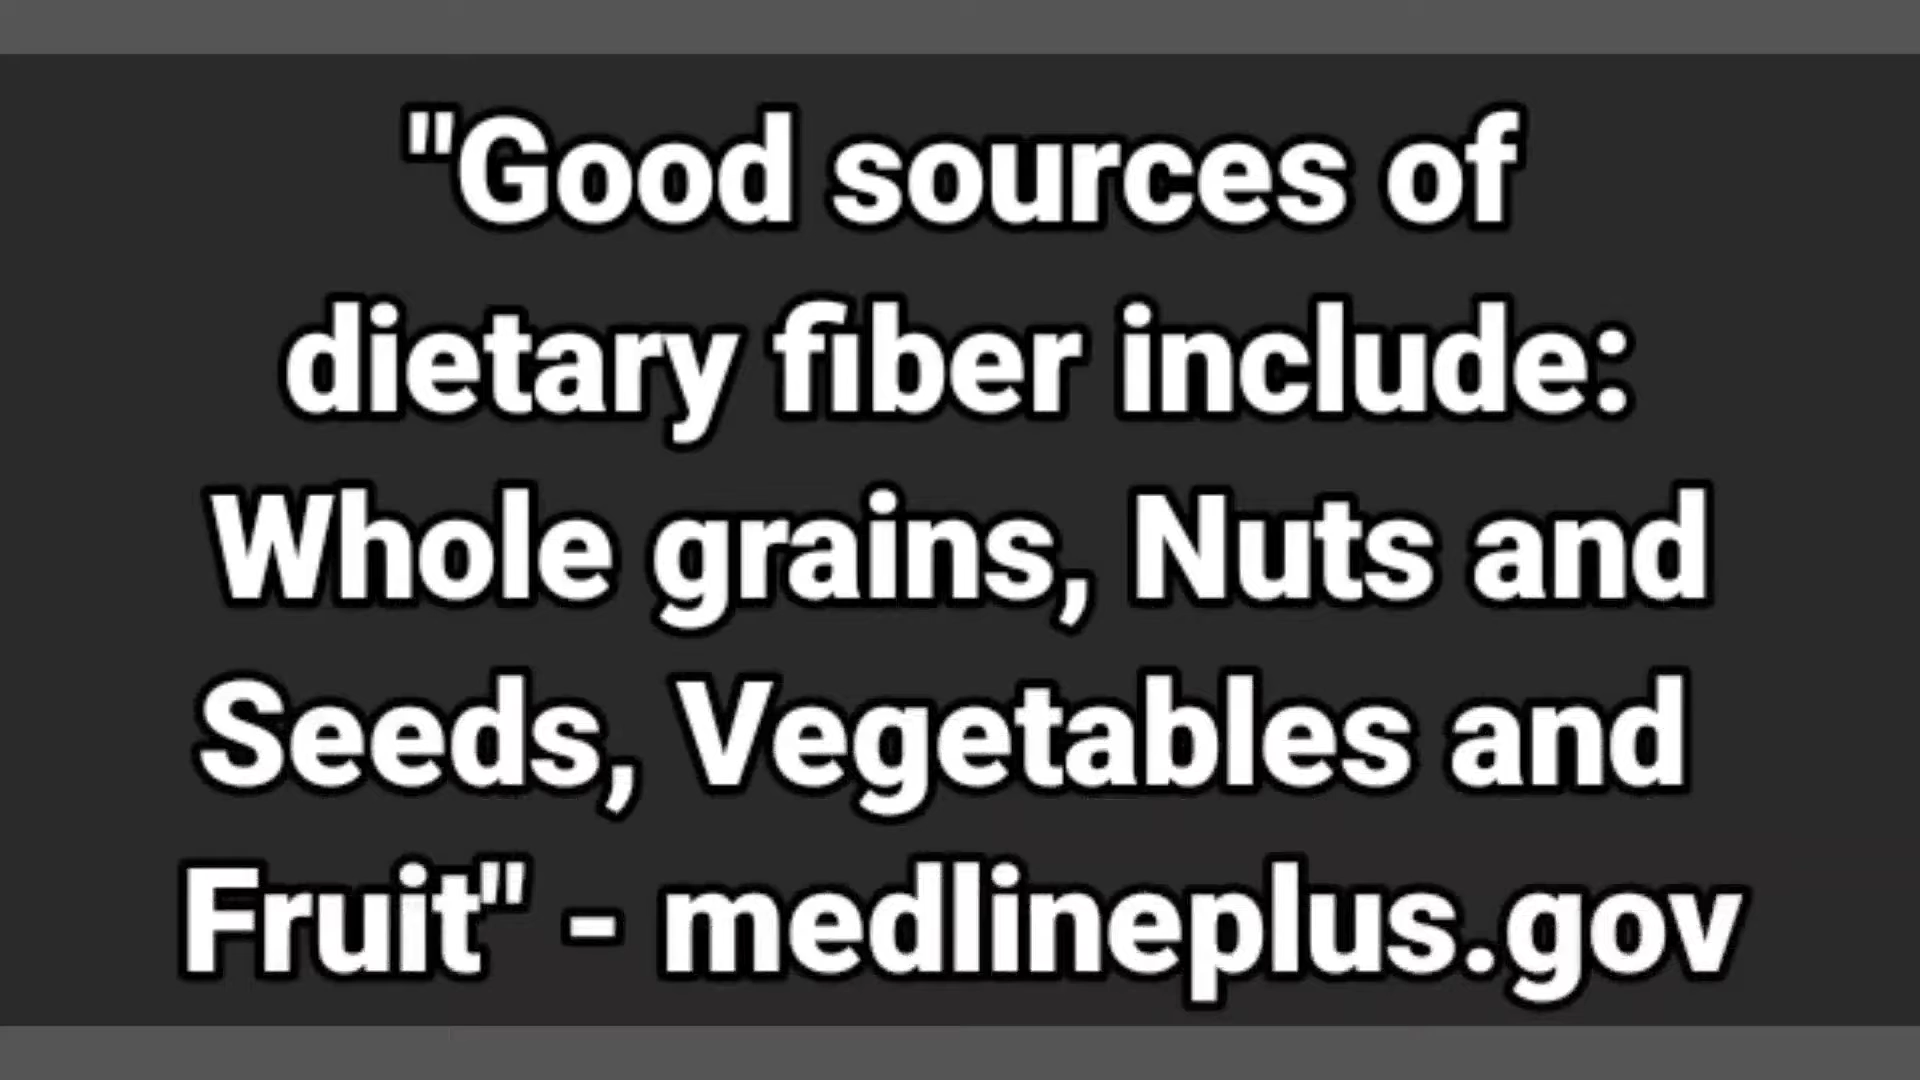 "Good sources of
dietary fiber include:
Whole grains, Nuts and
Seeds, Vegetables and
Fruit" - medlineplus.gov